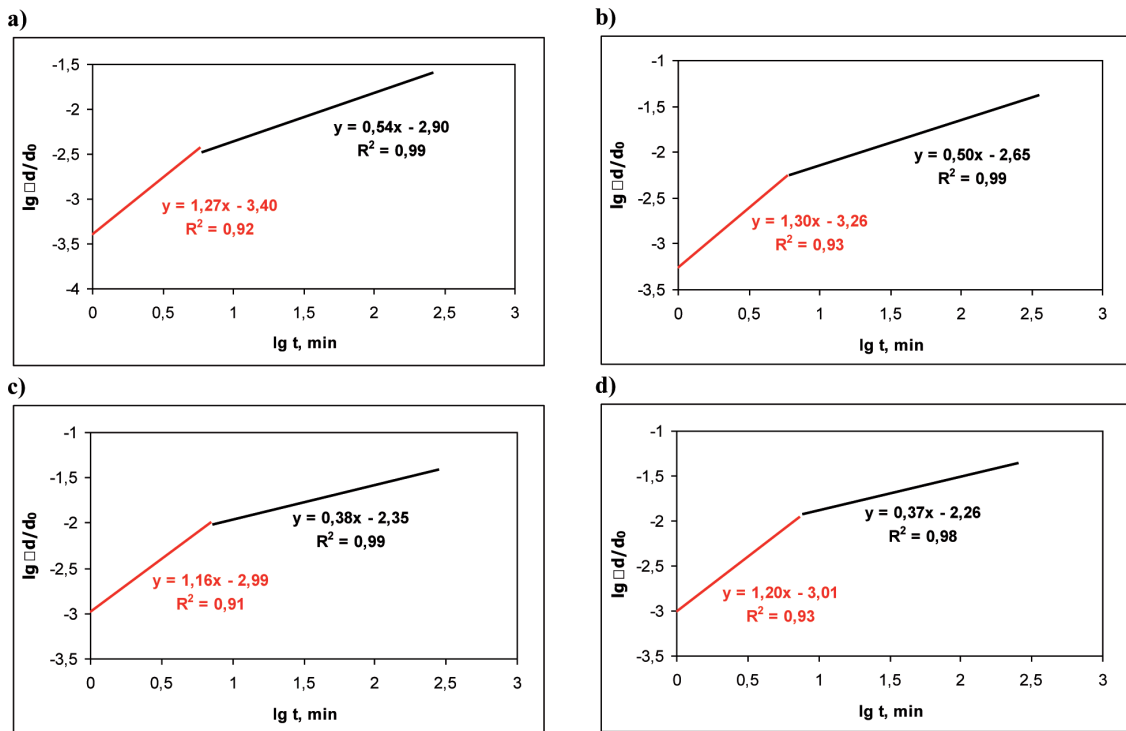 a)
-1,5
-2
-2,5
-3
-3,5
-4
lg □d/d₀
y = 0,54x - 2,90
R² = 0,99
y = 1,27x - 3,40
R² = 0,92
0 0,5 1 1,5 2 2,5 3
lg t, min
b)
-1
-1,5
-2
-2,5
-3
-3,5
lg □d/d₀
y = 0,50x - 2,65
R² = 0,99
y = 1,30x - 3,26
R² = 0,93
0 0,5 1 1,5 2 2,5 3
lg t, min
c)
-1
-1,5
-2
-2,5
-3
-3,5
lg □d/d₀
y = 0,38x - 2,35
R² = 0,99
y = 1,16x - 2,99
R² = 0,91
0 0,5 1 1,5 2 2,5 3
lg t, min
d)
-1
-1,5
-2
-2,5
-3
-3,5
lg □d/d₀
y = 0,37x - 2,26
R² = 0,98
y = 1,20x - 3,01
R² = 0,93
0 0,5 1 1,5 2 2,5 3
lg t, min